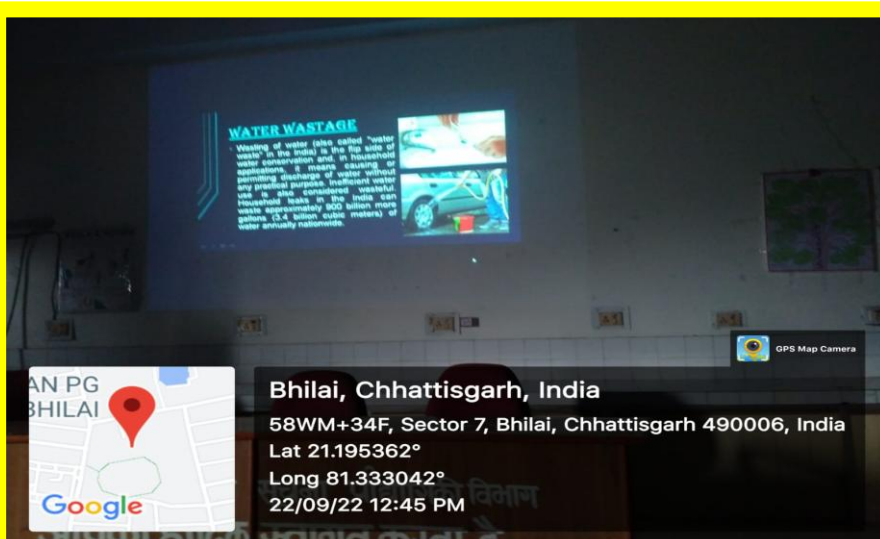 WATER WASTAGE
Wasting of water (also called "water
waste" in the India) is the flip side of
water conservation and, in household
applications, it means causing or
permitting discharge of water without
any practical purpose. Inefficient water
use is also considered wasteful.
Household leaks in the India can
waste approximately 900 billion more
gallons (3.4 billion cubic meters) of
water annually nationwide.
GPS Map Camera
AN PG
BHILAI
Google
Bhilai, Chhattisgarh, India
58WM+34F, Sector 7, Bhilai, Chhattisgarh 490006, India
Lat 21.195362°
Long 81.333042°
22/09/22 12:45 PM
विभाग